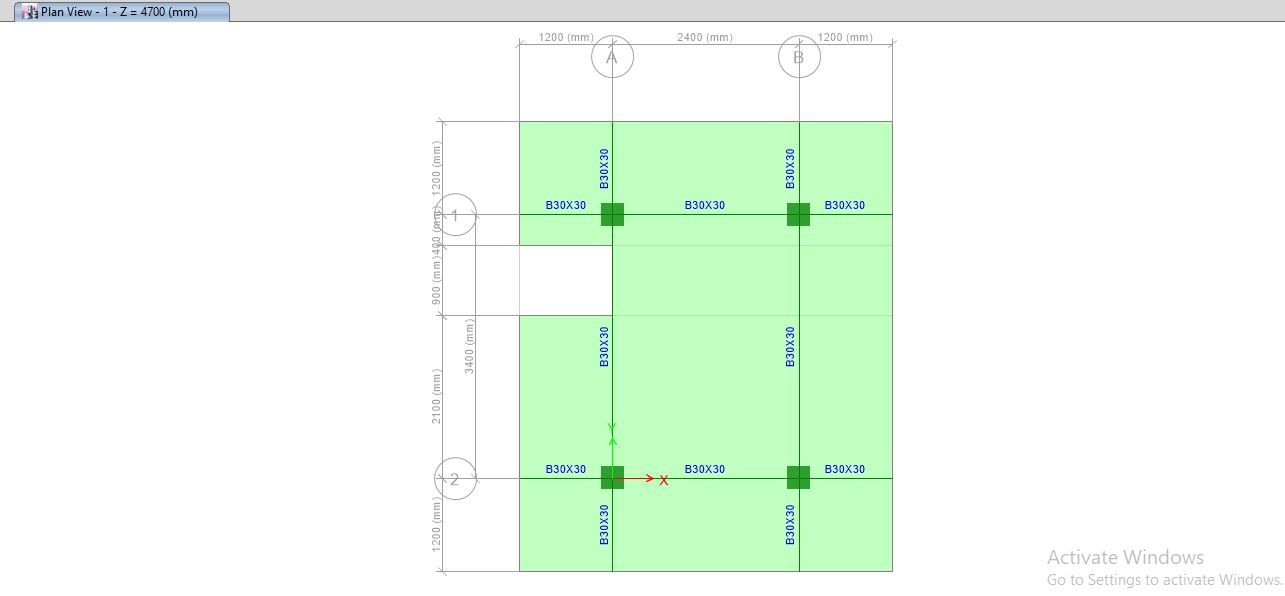 Plan View - 1 - Z = 4700 (mm)
1200 (mm)
2400 (mm)
1200 (mm)
A
B
1200 (mm)
B30X30
B30X30
B30X30
B30X30
B30X30
1
400 (mm)
900 (mm)
3400 (mm)
B30X30
B30X30
2100 (mm)
Y
B30X30
B30X30
B30X30
X
2
1200 (mm)
B30X30
B30X30
Activate Windows
Go to Settings to activate Windows.